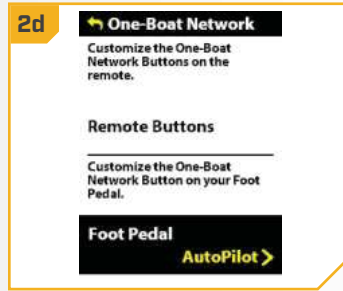 2d
One-Boat Network
Customize the One-Boat
Network Buttons on the
remote.
Remote Buttons
Customize the One-Boat
Network Button on your Foot
Pedal.
Foot Pedal
AutoPilot >